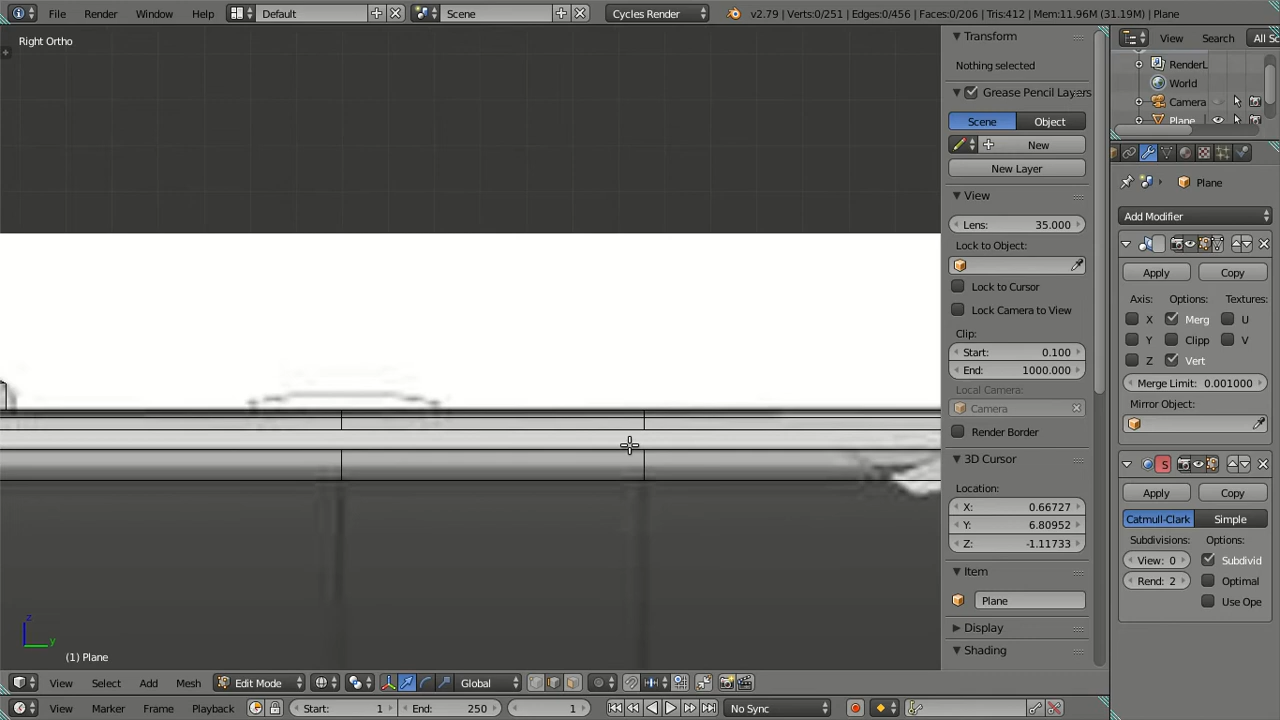 File Render Window Help Default Scene Cycles Render v2.79 | Verts:0/251 | Edges:0/456 | Faces:0/206 | Tris:412 | Mem:11.96M (31.19M) | Plane
Right Ortho
Transform
Nothing selected
Grease Pencil Layers
Scene Object
New
New Layer
View
Lens: 35.000
Lock to Object:
Lock to Cursor
Lock Camera to View
Clip:
Start: 0.100
End: 1000.000
Local Camera:
Camera
Render Border
3D Cursor
Location:
X: 0.66727
Y: 6.80952
Z: -1.11733
Item
Plane
Display
Shading
View Search All Sc
RenderL
World
Camera
Plane
Plane
Add Modifier
Apply Copy
Axis: Options: Textures:
X Merg U
Y Clipp V
Z Vert
Merge Limit: 0.001000
Mirror Object:
S
Apply Copy
Catmull-Clark Simple
Subdivisions: Options:
View: 0 Subdivid
Rend: 2 Optimal
Use Ope
z
y
(1) Plane
View Select Add Mesh Edit Mode Global
View Marker Frame Playback Start: 1 End: 250 1 No Sync